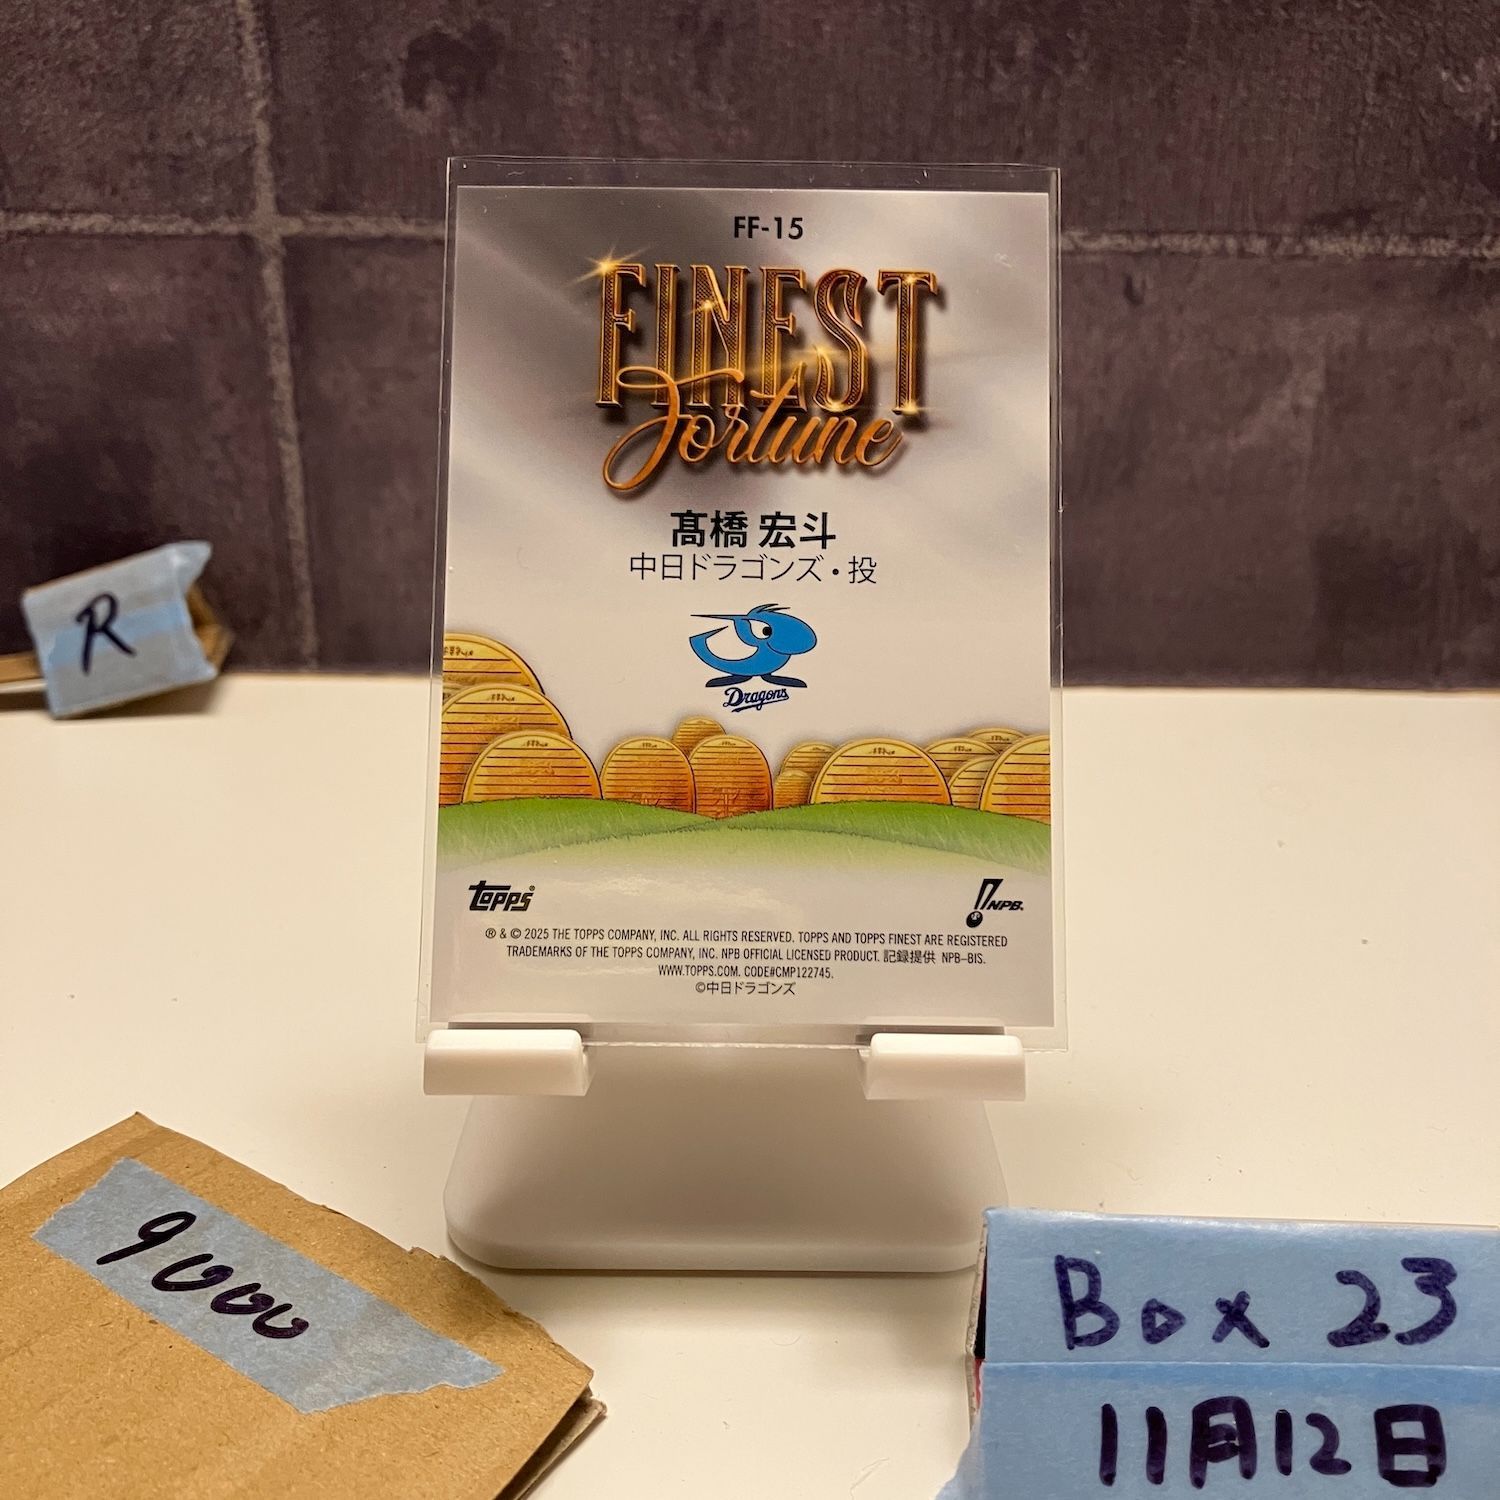 FF-15
FINEST
Fortune
髙橋 宏斗
中日ドラゴンズ・投
Dragons
topps®
NPB
® & © 2025 THE TOPPS COMPANY, INC. ALL RIGHTS RESERVED. TOPPS AND TOPPS FINEST ARE REGISTERED
TRADEMARKS OF THE TOPPS COMPANY, INC. NPB OFFICIAL LICENSED PRODUCT. 記録提供 NPB–BIS.
WWW.TOPPS.COM. CODE#CMP122745.
©中日ドラゴンズ
R
9000
Box 23
11月12日